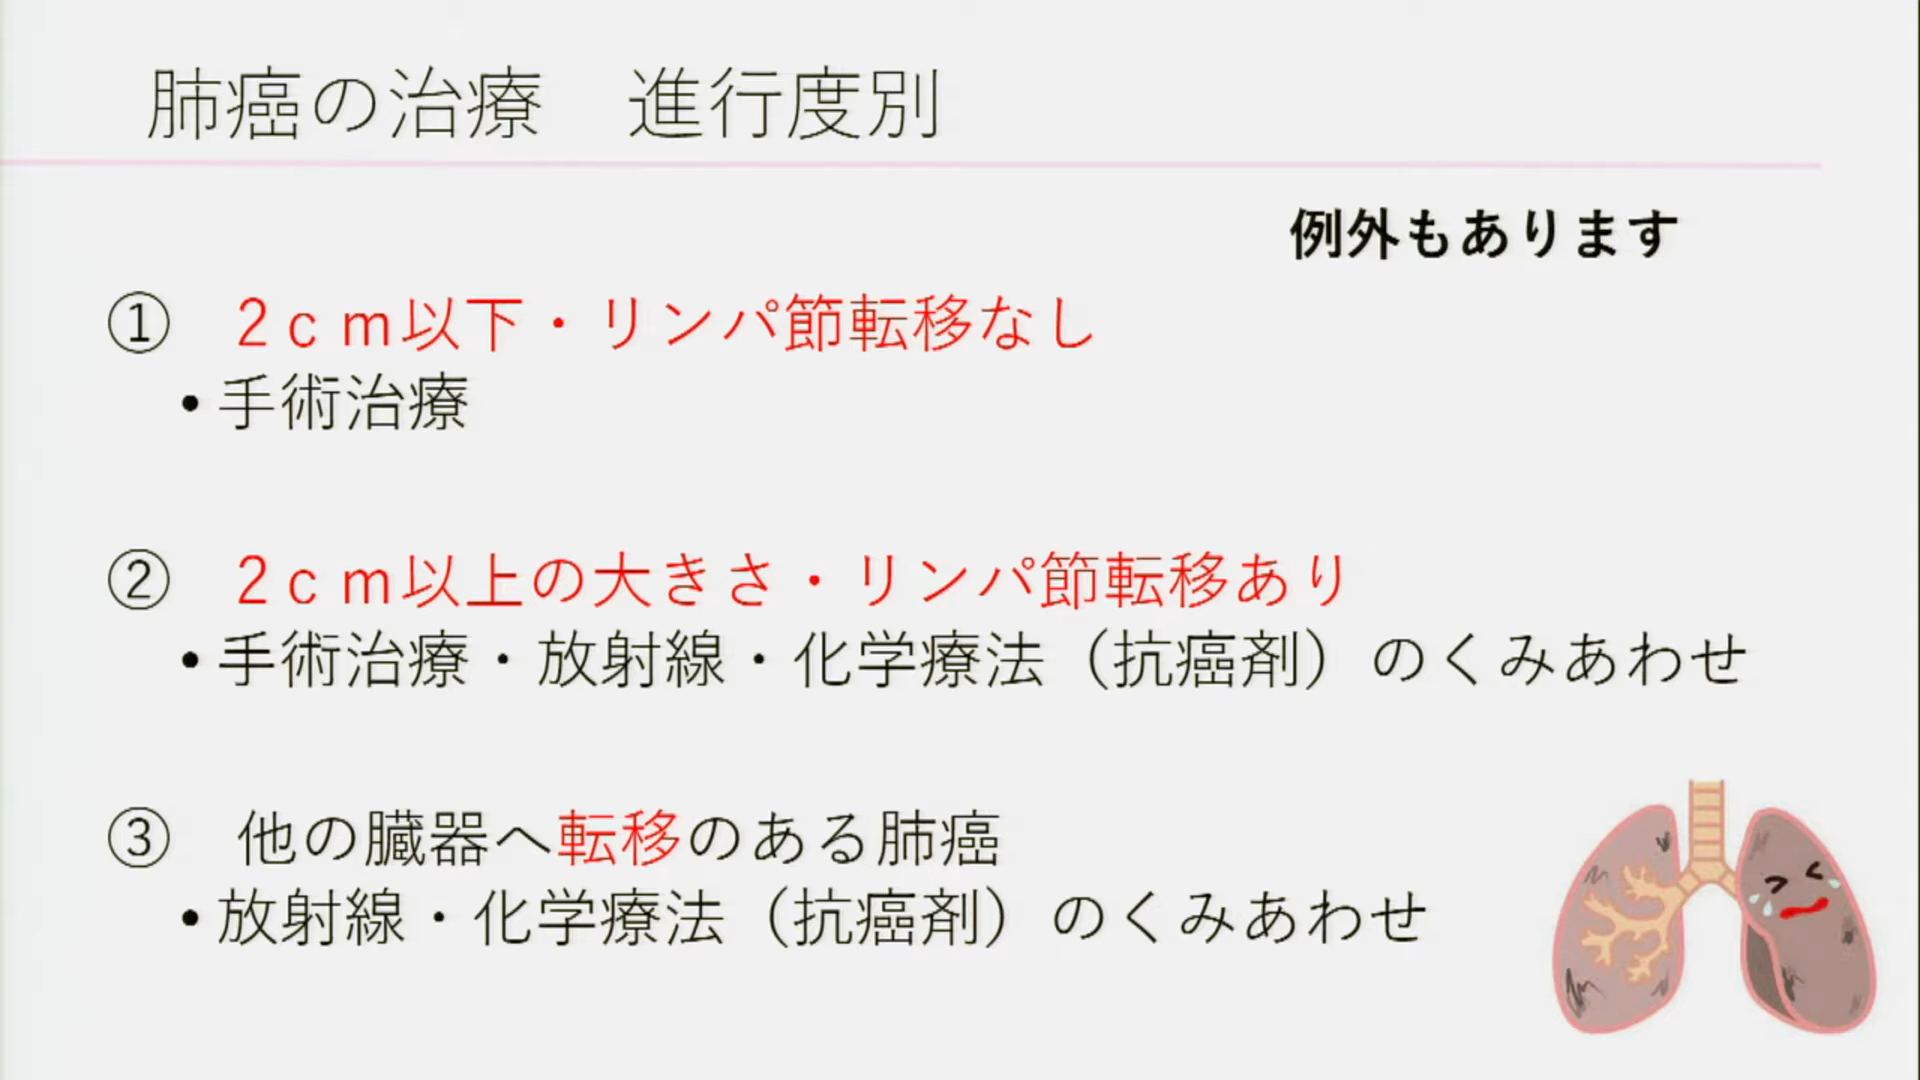 肺癌の治療　進行度別
例外もあります
①　２ｃｍ以下・リンパ節転移なし
•手術治療
②　２ｃｍ以上の大きさ・リンパ節転移あり
•手術治療・放射線・化学療法（抗癌剤）のくみあわせ
③　他の臓器へ転移のある肺癌
•放射線・化学療法（抗癌剤）のくみあわせ